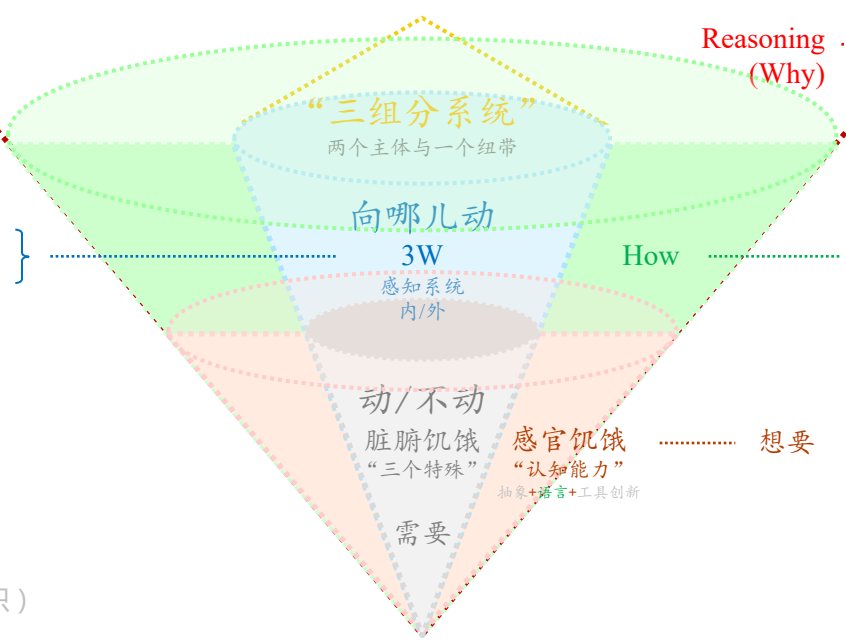 Reasoning
(Why)
“三组分系统”
两个主体与一个纽带
向哪儿动
3W
How
感知系统
内/外
动/不动
脏腑饥饿
感官饥饿
想要
“三个特殊”
“认知能力”
抽象+语言+工具创新
需要
)